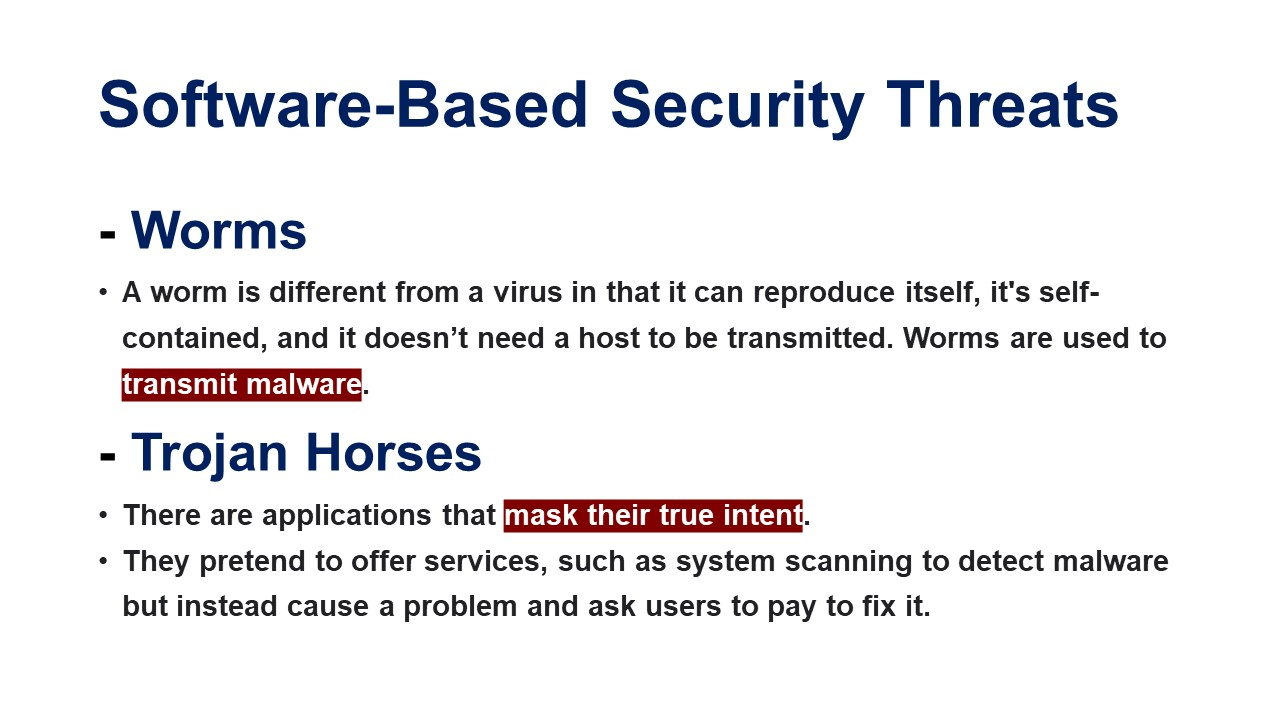 Software-Based Security Threats
- Worms
• A worm is different from a virus in that it can reproduce itself, it's self-
contained, and it doesn’t need a host to be transmitted. Worms are used to
transmit malware.
- Trojan Horses
• There are applications that mask their true intent.
• They pretend to offer services, such as system scanning to detect malware
but instead cause a problem and ask users to pay to fix it.